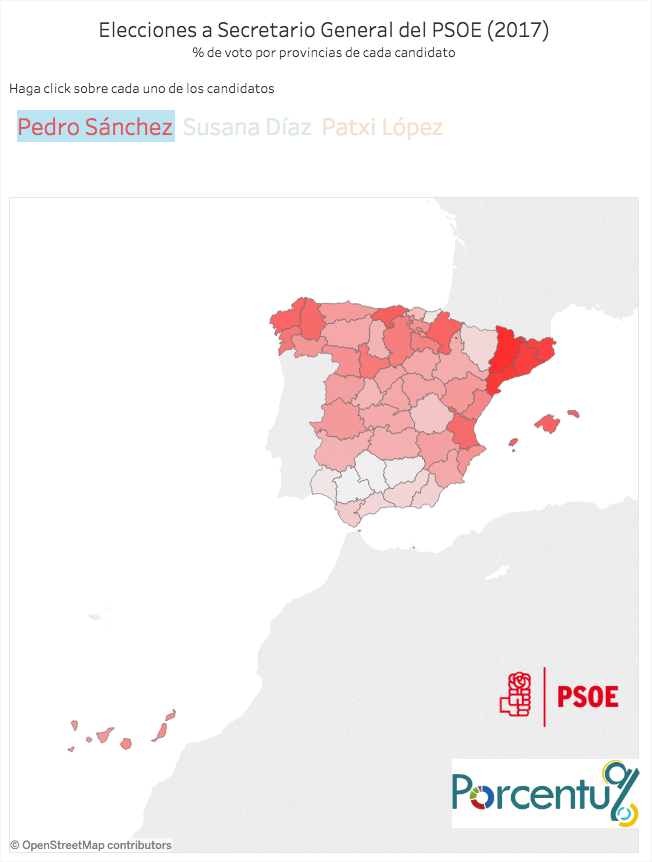 Elecciones a Secretario General del PSOE (2017)
% de voto por provincias de cada candidato
Haga click sobre cada uno de los candidatos
Pedro Sánchez Susana Díaz Patxi López
PSOE
Porcentu%
© OpenStreetMap contributors